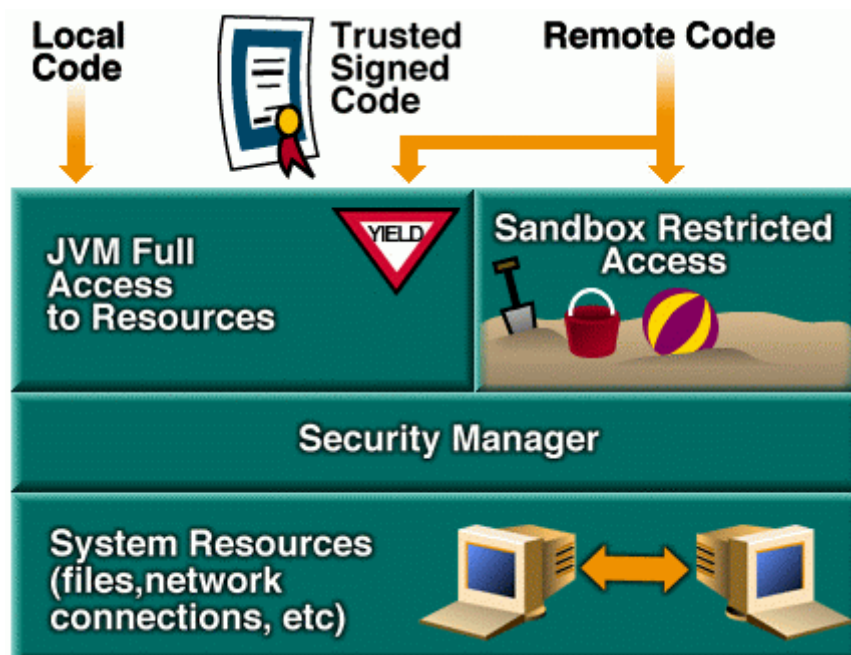 Local
Code
Trusted
Signed
Code
Remote Code
JVM Full
Access
to Resources
YIELD
Sandbox Restricted
Access
Security Manager
System Resources
(files,network
connections, etc)